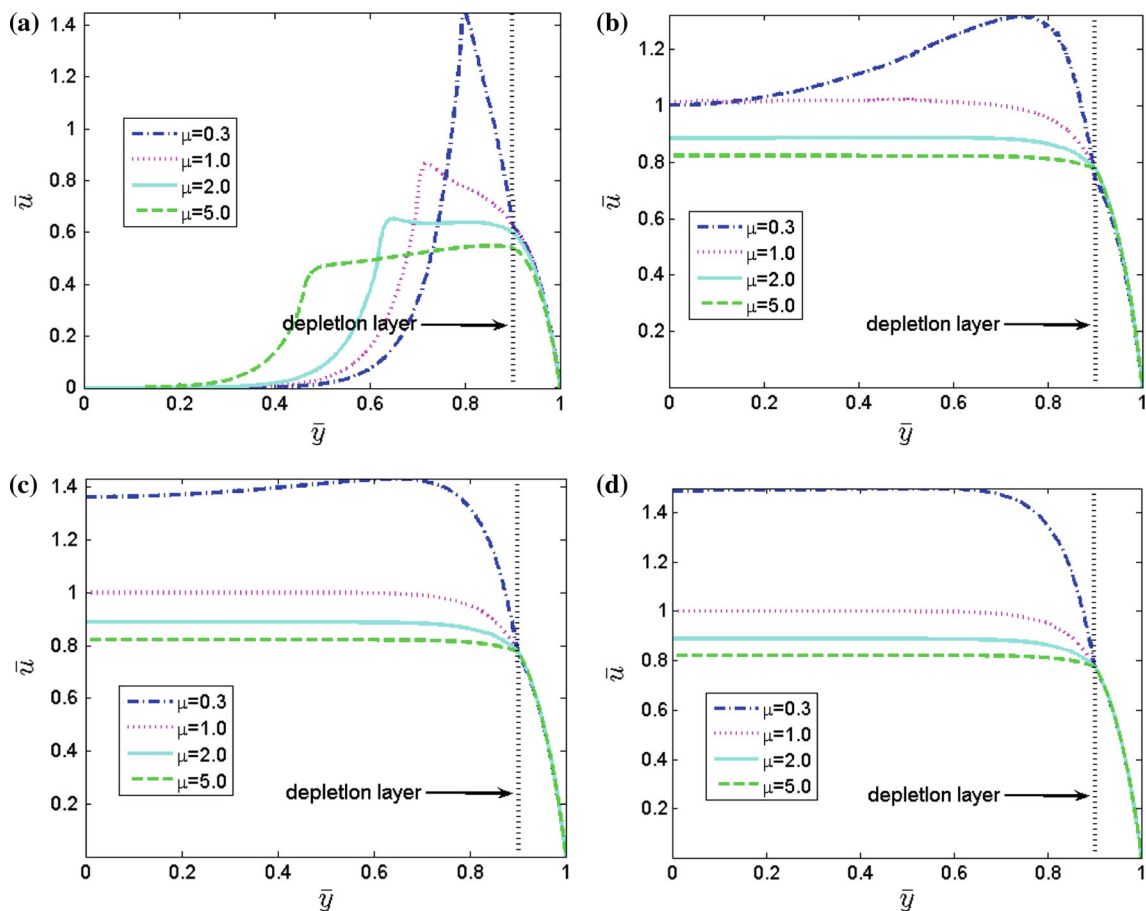 (a)
1.4
1.2
1
0.8
0.6
0.4
0.2
0
ū
μ=0.3
μ=1.0
μ=2.0
μ=5.0
depletIon layer
0 0.2 0.4 0.6 0.8 1
ȳ
(b)
1.2
1
0.8
0.6
0.4
0.2
ū
μ=0.3
μ=1.0
μ=2.0
μ=5.0
depletIon layer
0 0.2 0.4 0.6 0.8 1
ȳ
(c)
1.4
1.2
1
0.8
0.6
0.4
0.2
ū
μ=0.3
μ=1.0
μ=2.0
μ=5.0
depletIon layer
0 0.2 0.4 0.6 0.8 1
ȳ
(d)
1.4
1.2
1
0.8
0.6
0.4
0.2
ū
μ=0.3
μ=1.0
μ=2.0
μ=5.0
depletIon layer
0 0.2 0.4 0.6 0.8 1
ȳ